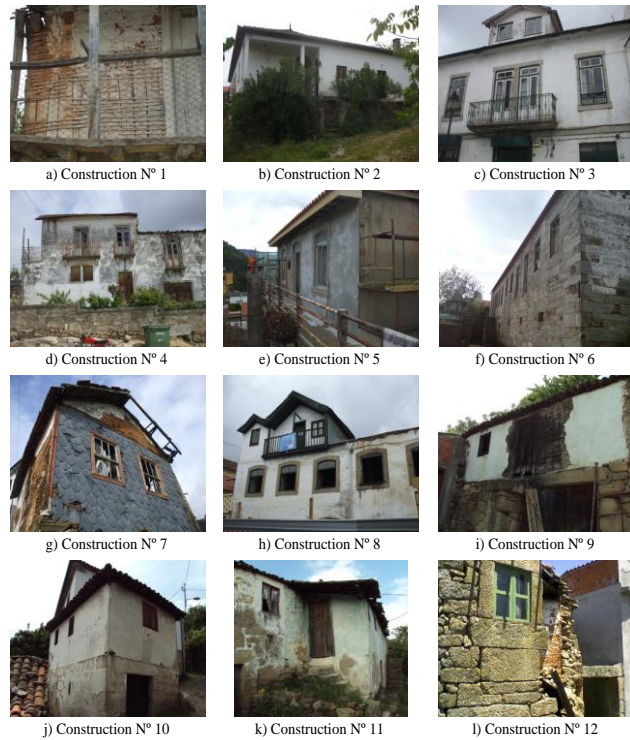 a) Construction Nº 1
b) Construction Nº 2
c) Construction Nº 3
d) Construction Nº 4
e) Construction Nº 5
f) Construction Nº 6
g) Construction Nº 7
h) Construction Nº 8
i) Construction Nº 9
j) Construction Nº 10
k) Construction Nº 11
l) Construction Nº 12